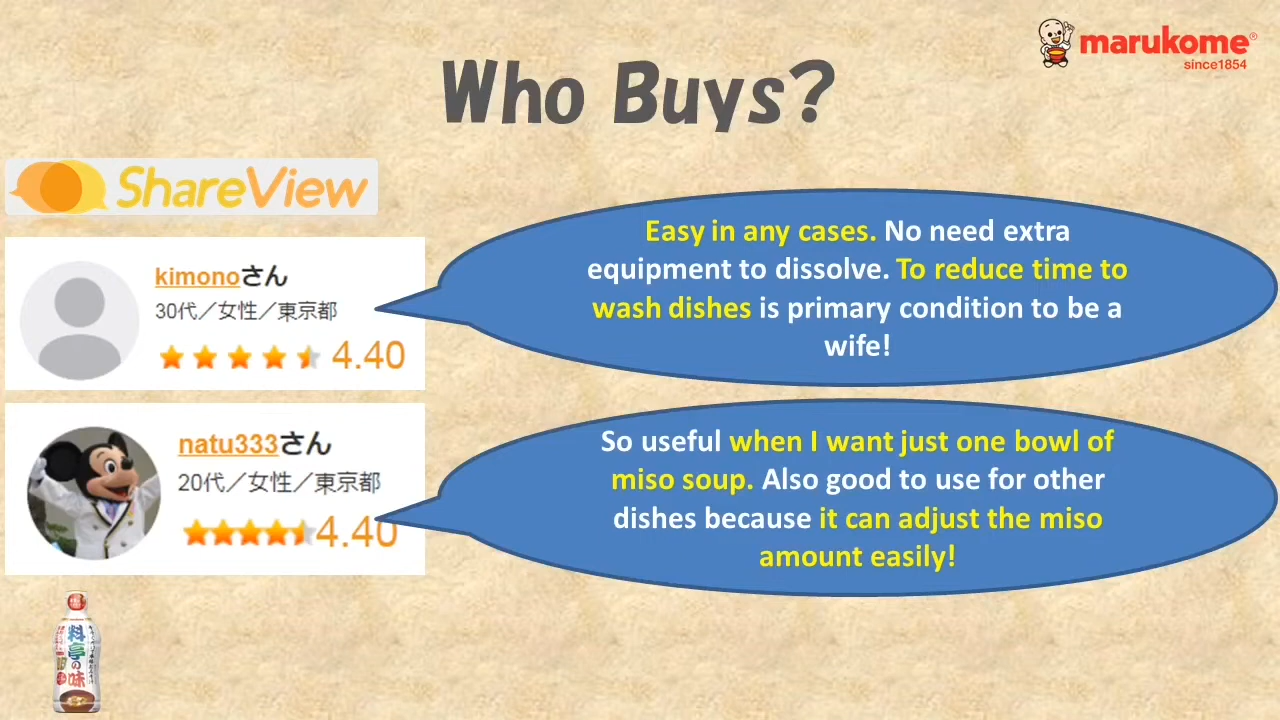 marukome®
since1854
Who Buys?
ShareView
kimonoさん
30代／女性／東京都
4.40
Easy in any cases. No need extra
equipment to dissolve. To reduce time to
wash dishes is primary condition to be a
wife!
natu333さん
20代／女性／東京都
4.40
So useful when I want just one bowl of
miso soup. Also good to use for other
dishes because it can adjust the miso
amount easily!
料亭の味